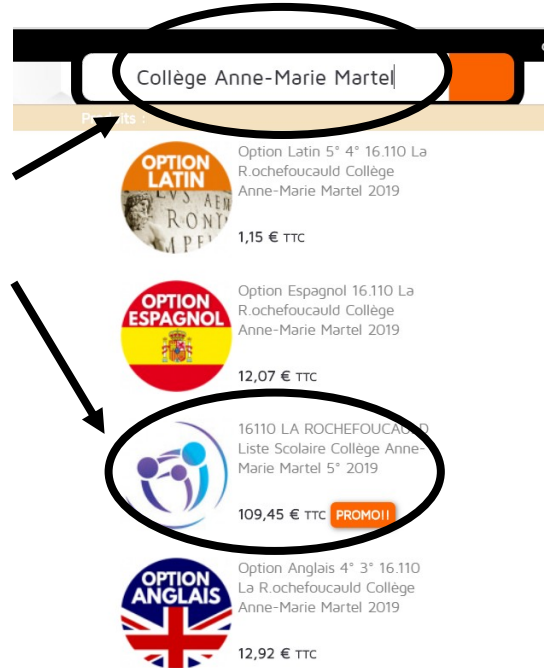 Collège Anne-Marie Martel
Produits :
OPTION
LATIN
Option Latin 5° 4° 16.110 La
R.ochefoucauld Collège
Anne-Marie Martel 2019
1,15 € TTC
OPTION
ESPAGNOL
Option Espagnol 16.110 La
R.ochefoucauld Collège
Anne-Marie Martel 2019
12,07 € TTC
16110 LA ROCHEFOUCAULD
Liste Scolaire Collège Anne-
Marie Martel 5° 2019
109,45 € TTC PROMO!!
OPTION
ANGLAIS
Option Anglais 4° 3° 16.110
La R.ochefoucauld Collège
Anne-Marie Martel 2019
12,92 € TTC